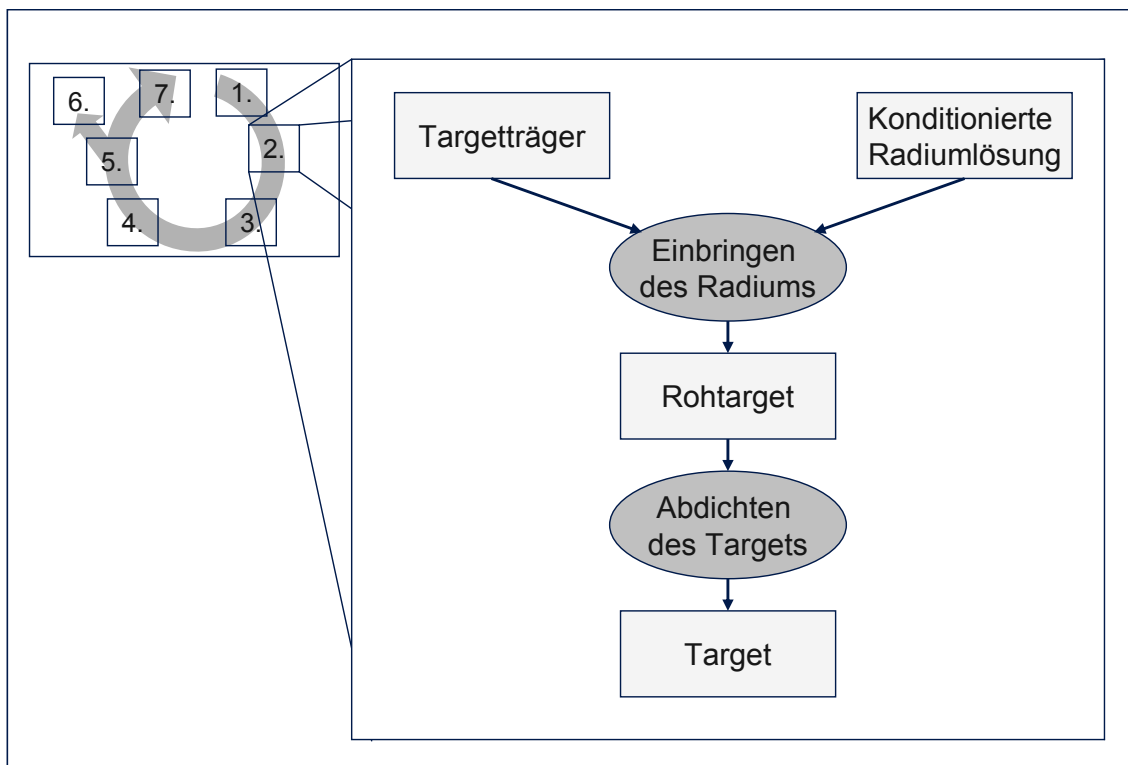 6.
7.
1.
5.
2.
4.
3.
Targetträger
Konditionierte
Radiumlösung
Einbringen
des Radiums
Rohtarget
Abdichten
des Targets
Target